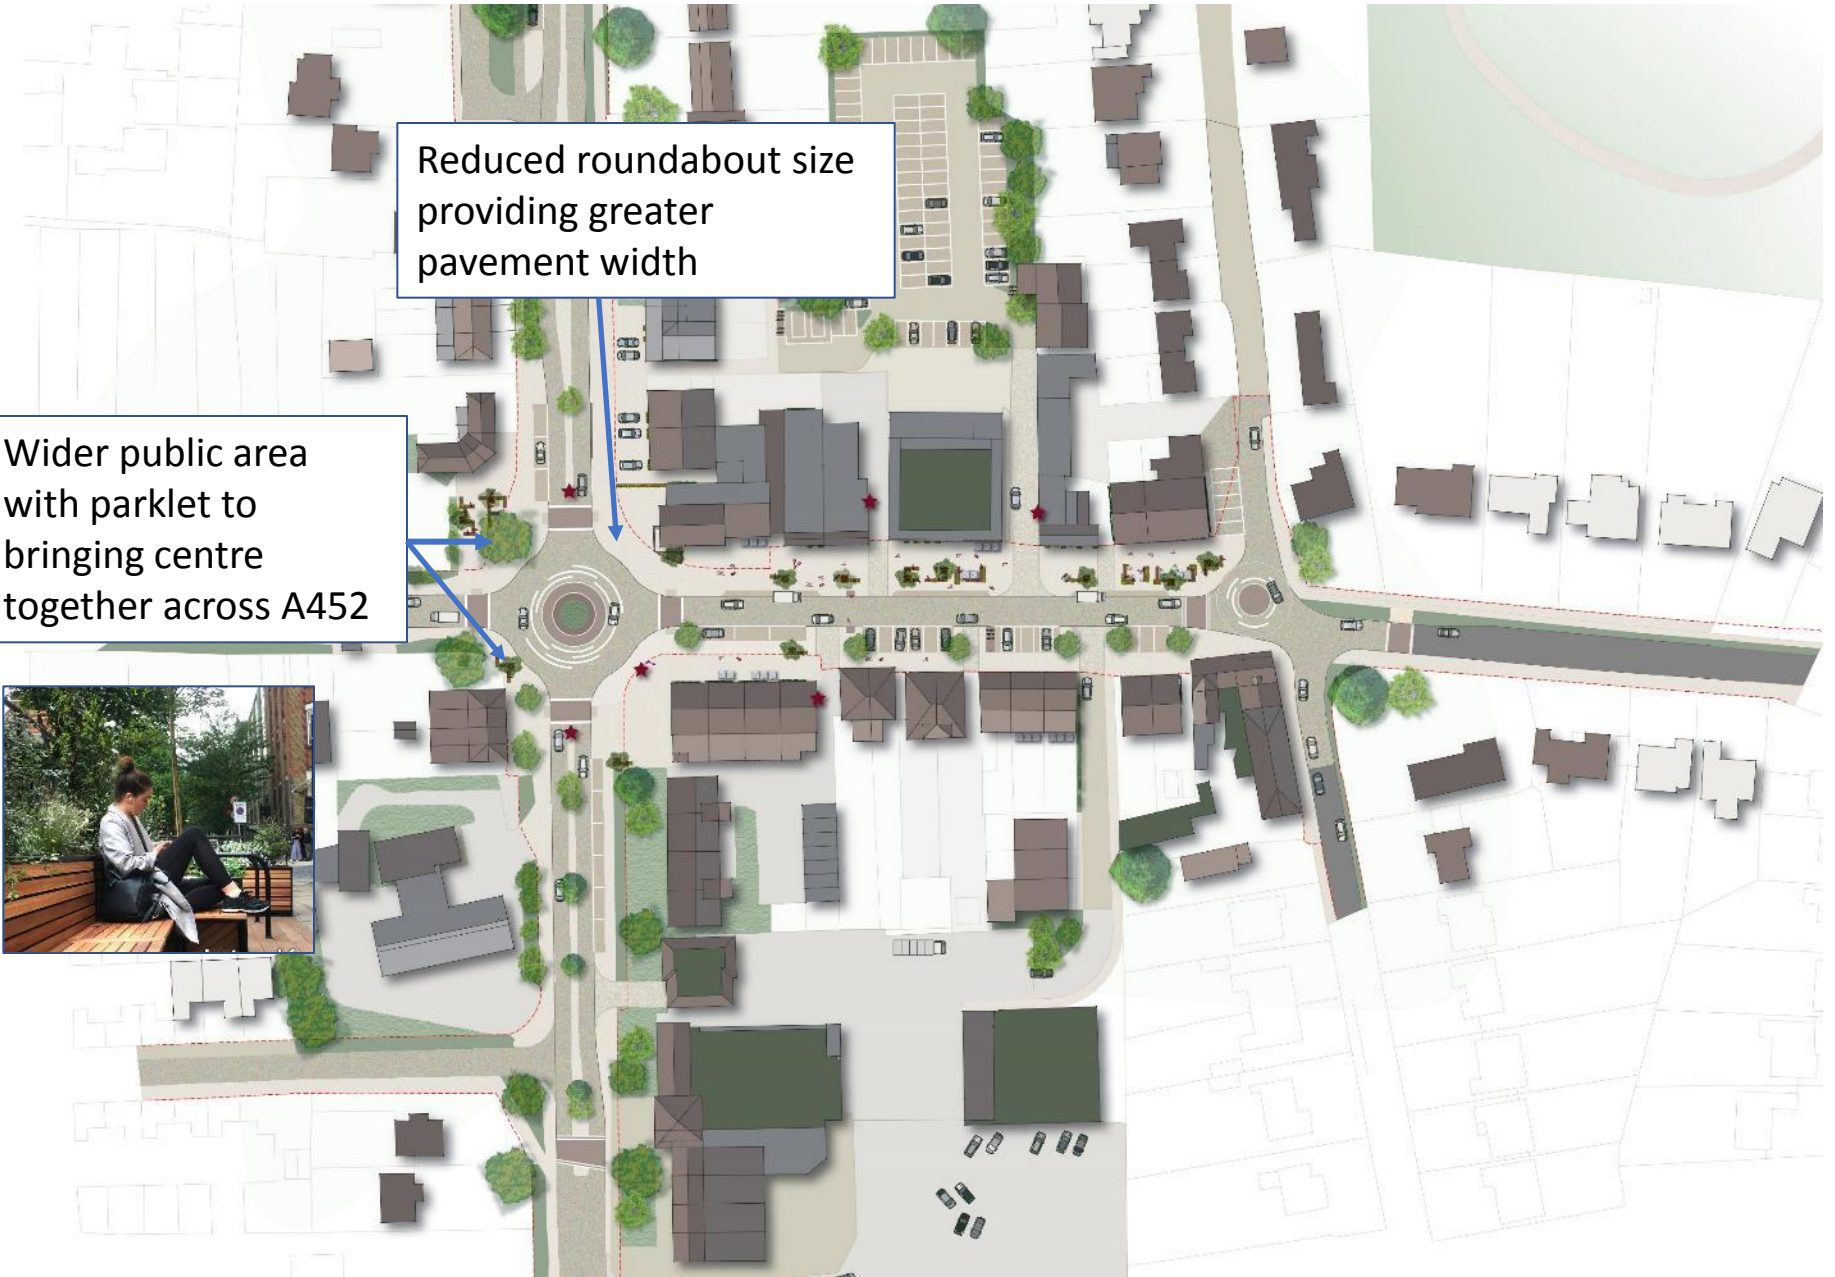 Reduced roundabout size
providing greater
pavement width
Wider public area
with parklet to
bringing centre
together across A452